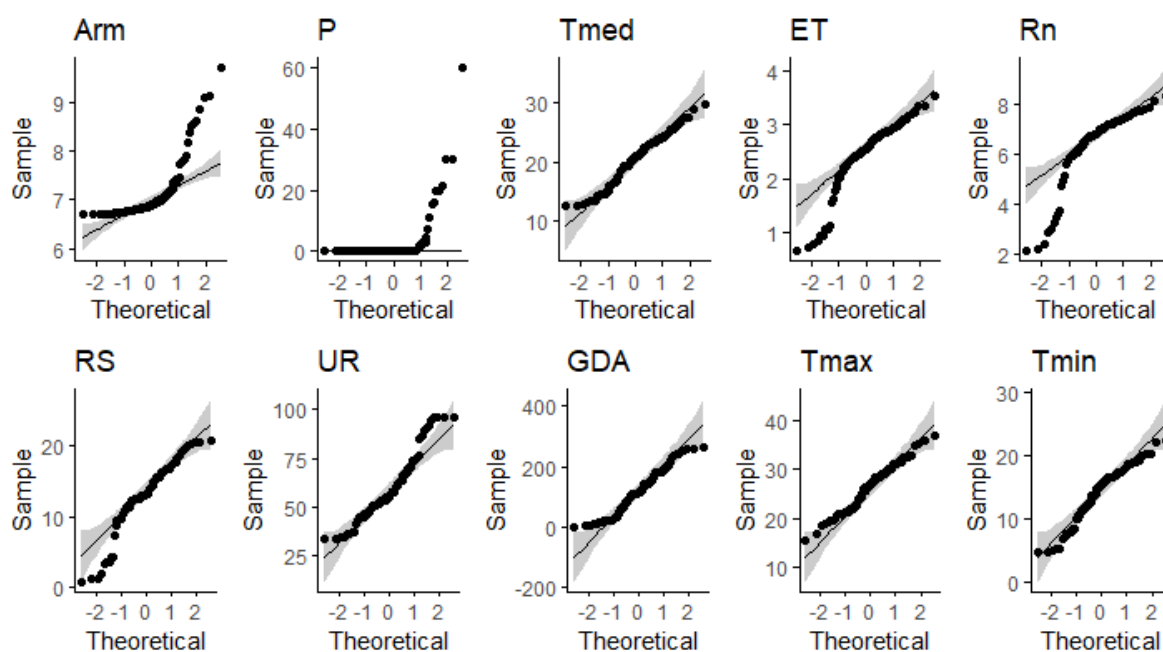 Arm P Tmed ET Rn
Sample 9 8 7 6 Sample 60 40 20 0 Sample 30 20 10 Sample 4 3 2 1 Sample 8 6 4 2
-2 -1 0 1 2 -2 -1 0 1 2 -2 -1 0 1 2 -2 -1 0 1 2 -2 -1 0 1 2
Theoretical Theoretical Theoretical Theoretical Theoretical
RS UR GDA Tmax Tmin
Sample 20 10 0 Sample 100 75 50 25 Sample 400 200 0 -200 Sample 40 30 20 10 Sample 30 20 10 0
-2 -1 0 1 2 -2 -1 0 1 2 -2 -1 0 1 2 -2 -1 0 1 2 -2 -1 0 1 2
Theoretical Theoretical Theoretical Theoretical Theoretical